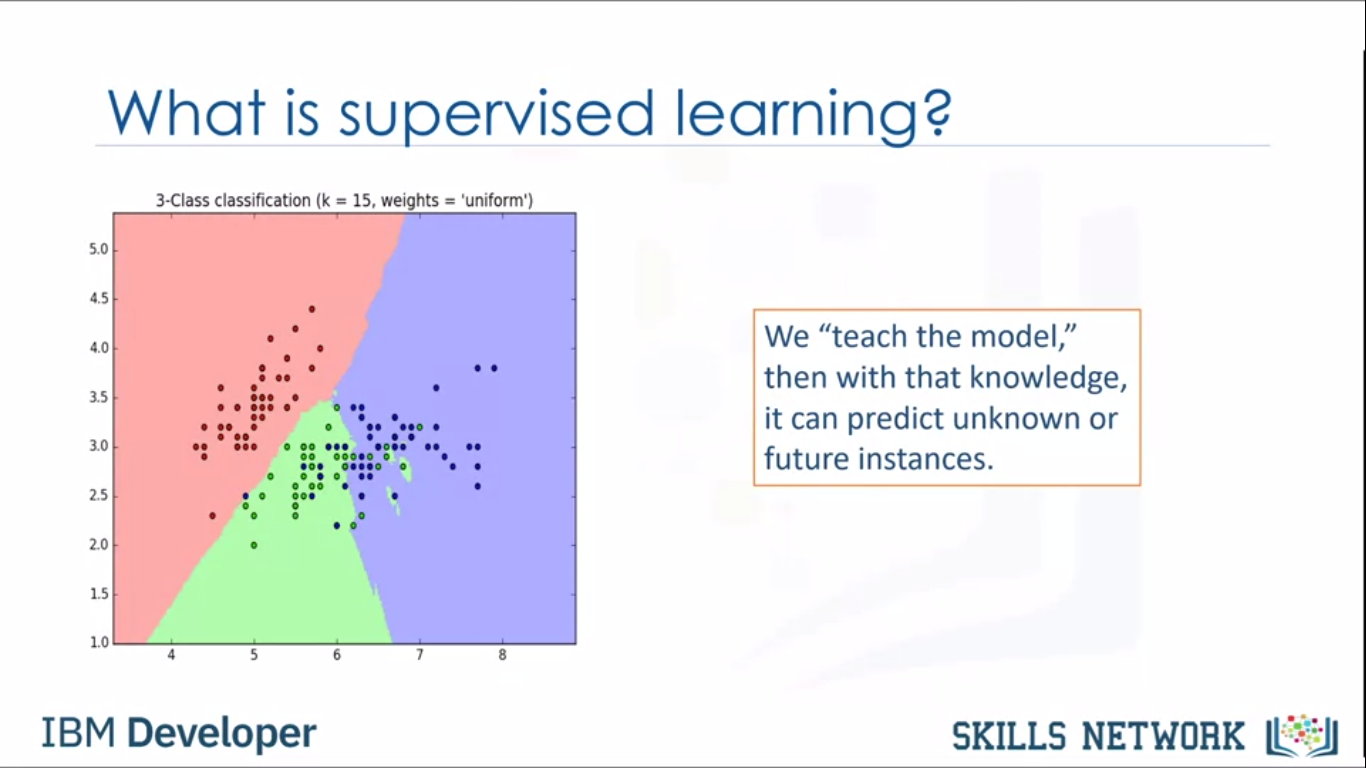 What is supervised learning?
3-Class classification (k = 15, weights = 'uniform')
5.0
4.5
4.0
3.5
3.0
2.5
2.0
1.5
1.0
4 5 6 7 8
We “teach the model,”
then with that knowledge,
it can predict unknown or
future instances.
IBM Developer
SKILLS NETWORK